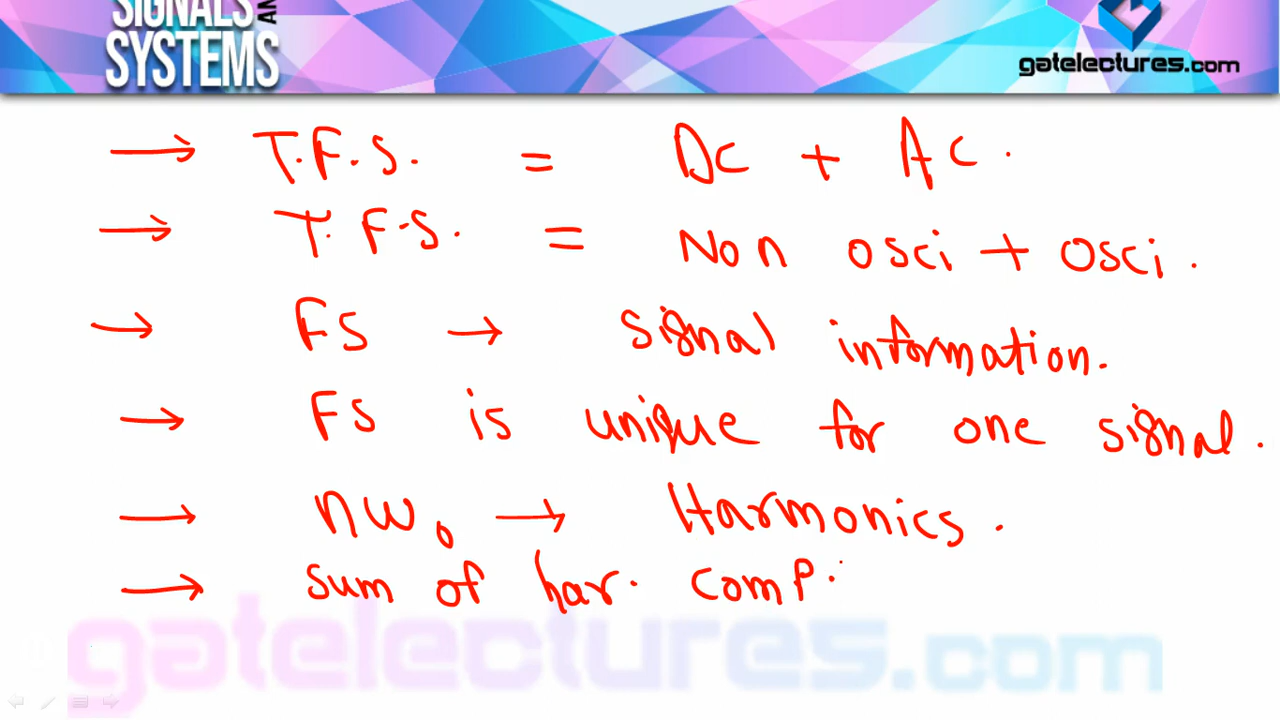 SIGNALS AND
SYSTEMS
gatelectures.com
→ T.F.S. = DC + AC.
→ T.F.S. = Non osci + osci.
→ FS → signal information.
→ FS is unique for one signal.
→ nω₀ → Harmonics.
→ sum of har. comp.
gatelectures.com